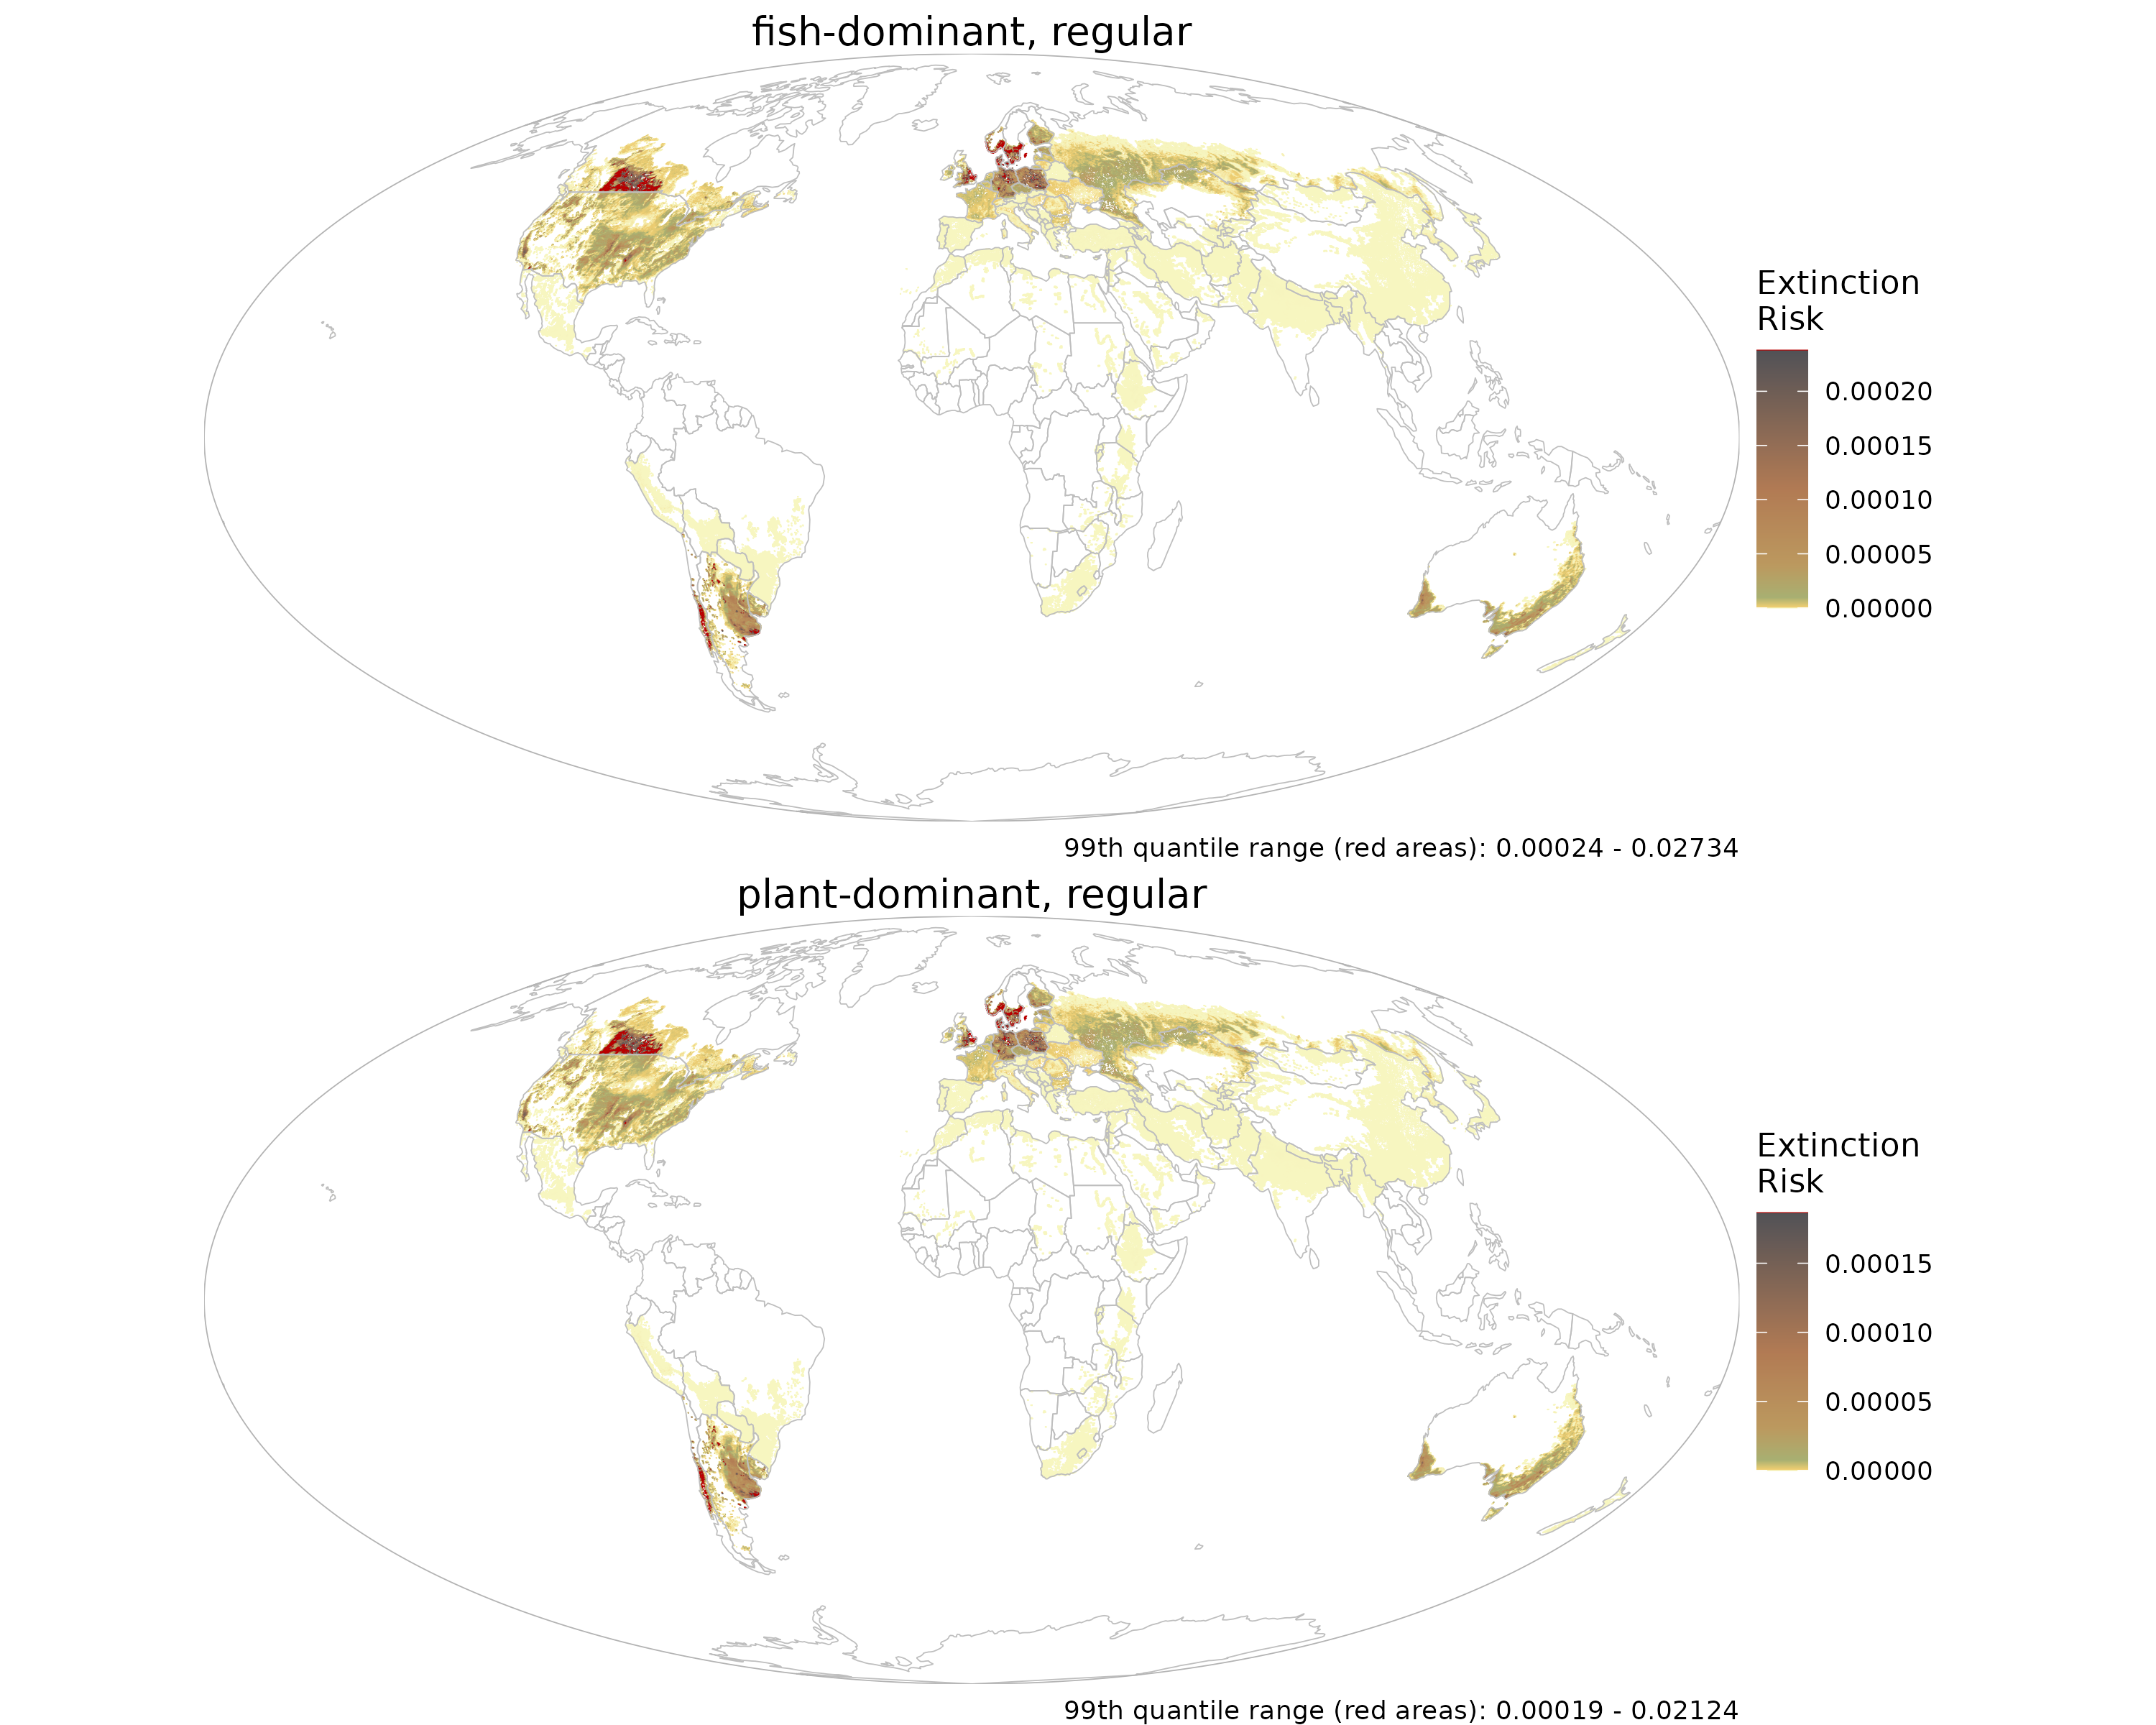 fish-dominant, regular
Extinction
Risk
0.00020
0.00015
0.00010
0.00005
0.00000
99th quantile range (red areas): 0.00024 - 0.02734
plant-dominant, regular
Extinction
Risk
0.00015
0.00010
0.00005
0.00000
99th quantile range (red areas): 0.00019 - 0.02124